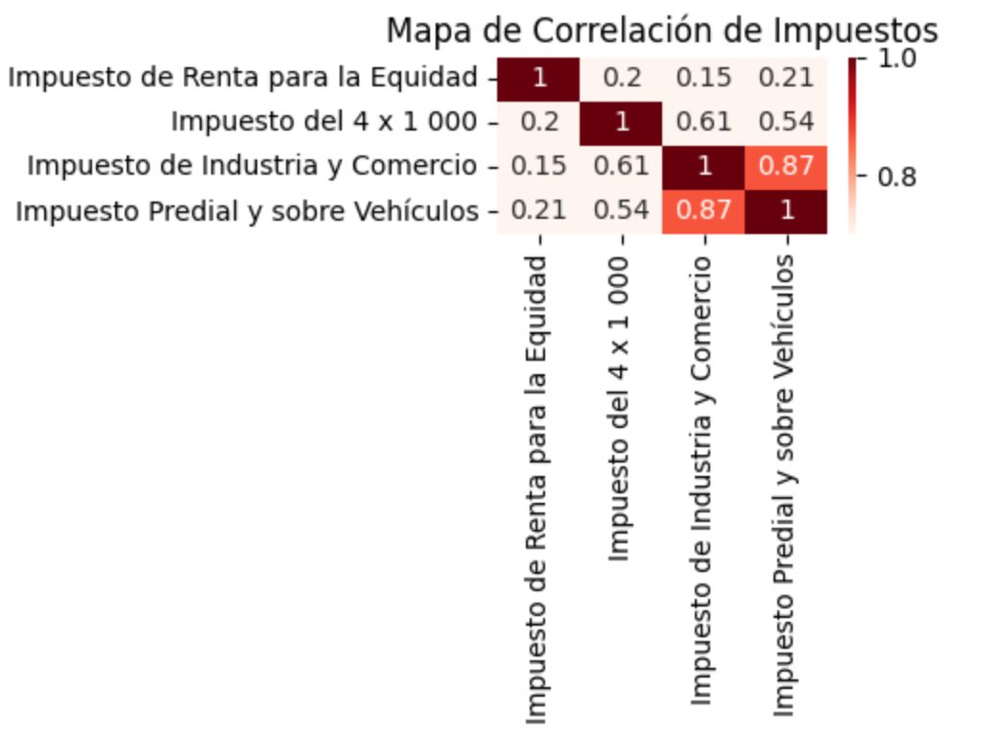 Mapa de Correlación de Impuestos
Impuesto de Renta para la Equidad 1 0.2 0.15 0.21
Impuesto del 4 x 1 000 0.2 1 0.61 0.54
Impuesto de Industria y Comercio 0.15 0.61 1 0.87
Impuesto Predial y sobre Vehículos 0.21 0.54 0.87 1
1.0
0.8
Impuesto de Renta para la Equidad
Impuesto del 4 x 1 000
Impuesto de Industria y Comercio
Impuesto Predial y sobre Vehículos